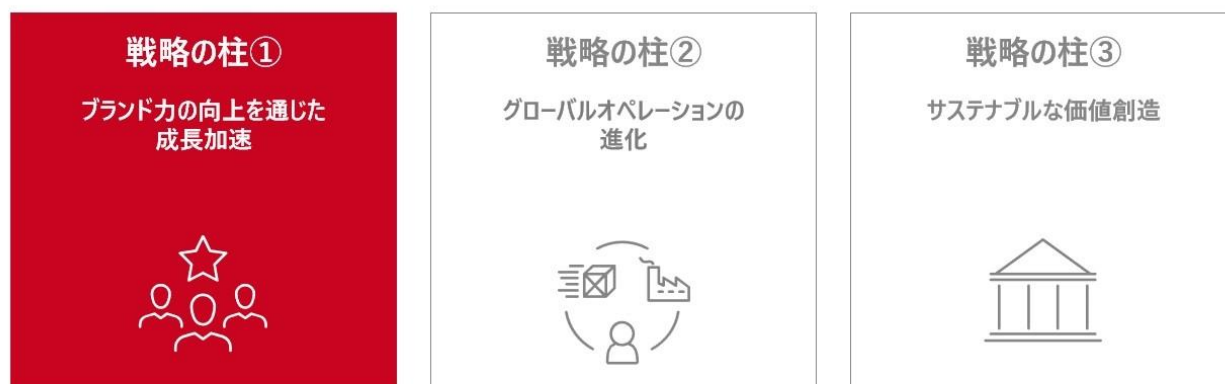 戦略の柱①
ブランド力の向上を通じた
成長加速
戦略の柱②
グローバルオペレーションの
進化
戦略の柱③
サステナブルな価値創造